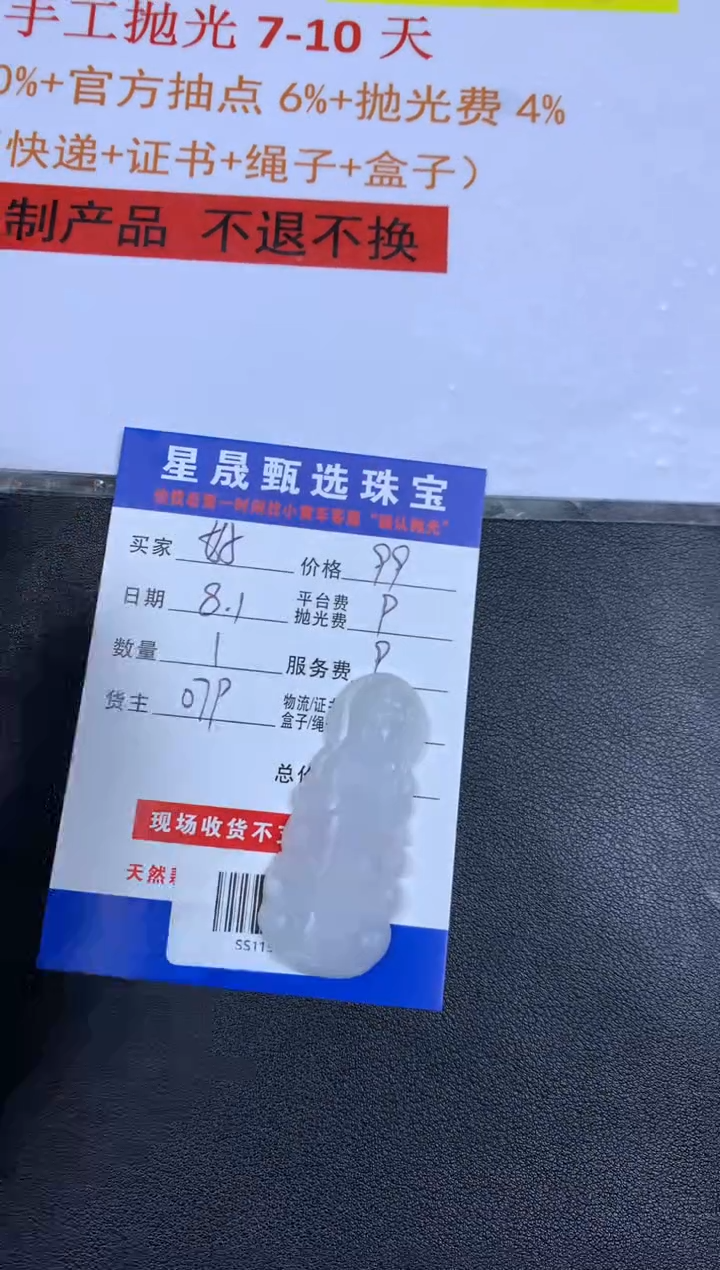 手工抛光 7-10 天
0%+官方抽点 6%+抛光费 4%
快递+证书+绳子+盒子）
制产品 不退不换
星晟甄选珠宝
买家 价格 99
日期 8.1 平台费
抛光费 9
数量 1 服务费 9
货主 079 物流/证
盒子/绳
总价
现场收货不支
天然
SS11